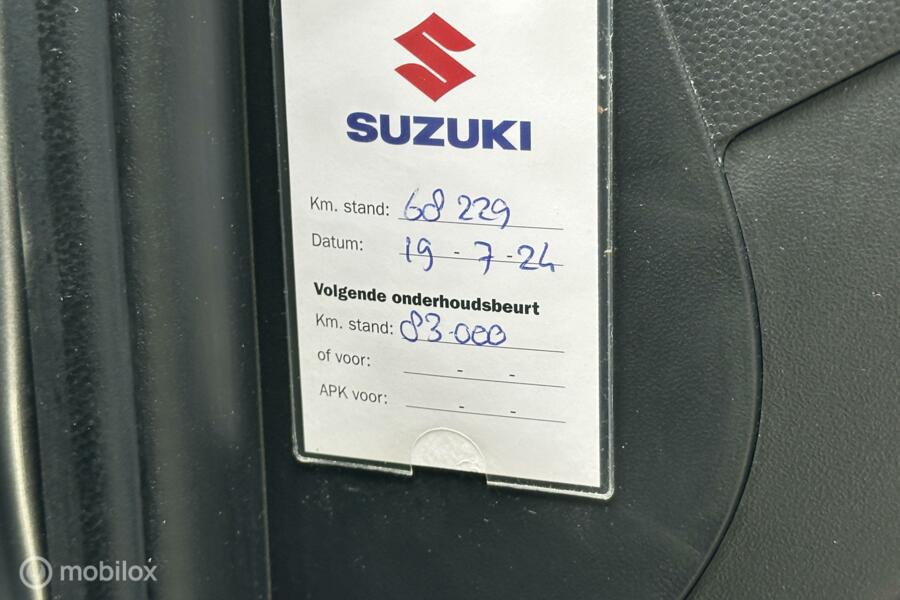 SUZUKI
Km. stand: 68 229
Datum: 19 - 7 - 24
Volgende onderhoudsbeurt
Km. stand: 83.000
of voor: - -
APK voor: - -
mobilox